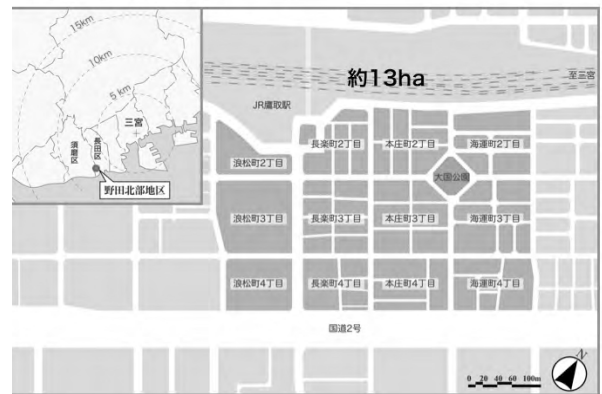 15km
10km
5 km
三宮
須磨区
長田区
野田北部地区
約13ha
至三宮
JR鷹取駅
長楽町2丁目
本庄町2丁目
海運町2丁目
浪松町2丁目
大国公園
浪松町3丁目
長楽町3丁目
本庄町3丁目
海運町3丁目
浪松町4丁目
長楽町4丁目
本庄町4丁目
海運町4丁目
国道2号
0 20 40 60 100m
N